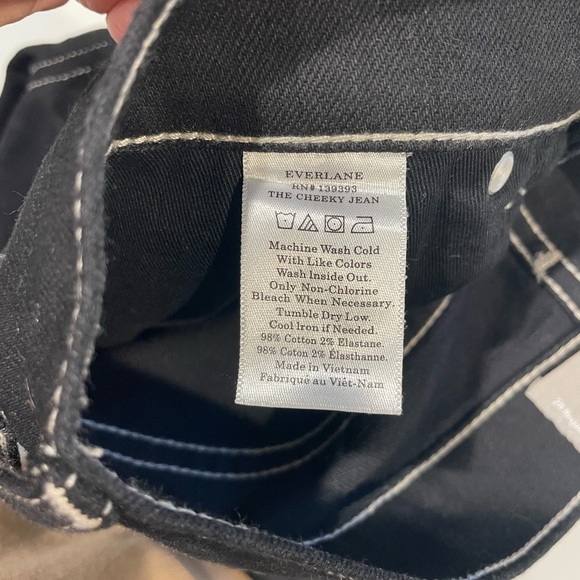 EVERLANE
RN# 139393
THE CHEEKY JEAN
Machine Wash Cold
With Like Colors
Wash Inside Out.
Only Non-Chlorine
Bleach When Necessary.
Tumble Dry Low.
Cool Iron if Needed.
98% Cotton 2% Elastane.
98% Coton 2% Élasthanne.
Made in Vietnam
Fabriqué au Viêt-Nam